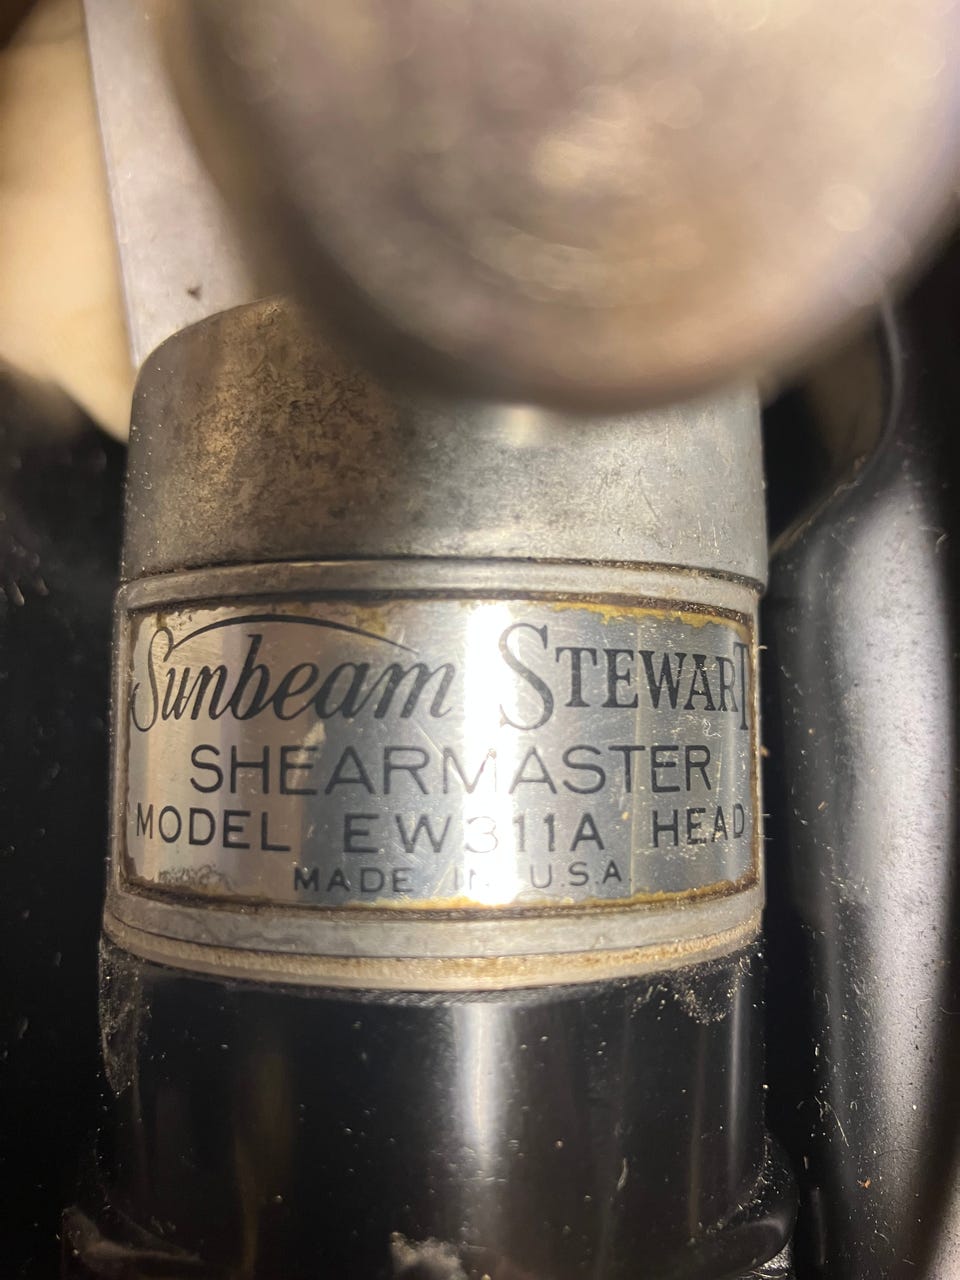 Sunbeam STEWART
SHEARMASTER
MODEL EW311A HEAD
MADE IN U.S.A.